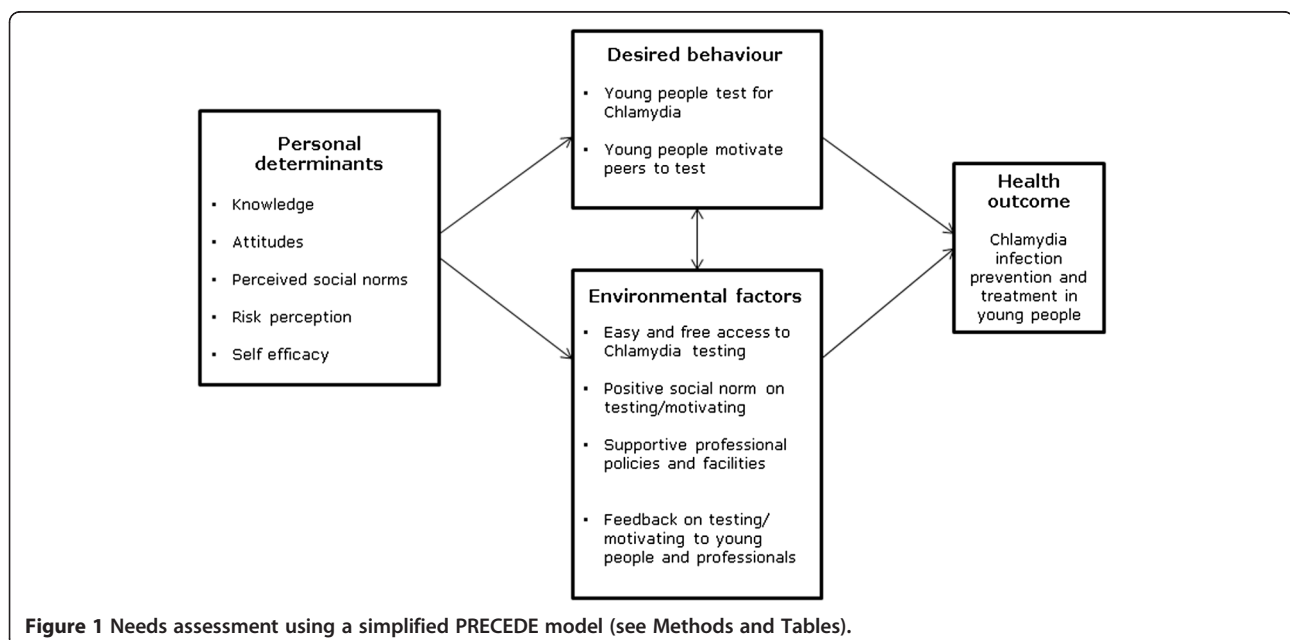 Personal
determinants
▪ Knowledge
▪ Attitudes
▪ Perceived social norms
▪ Risk perception
▪ Self efficacy
Desired behaviour
▪ Young people test for
Chlamydia
▪ Young people motivate
peers to test
Environmental factors
▪ Easy and free access to
Chlamydia testing
▪ Positive social norm on
testing/motivating
▪ Supportive professional
policies and facilities
▪ Feedback on testing/
motivating to young
people and professionals
Health
outcome
Chlamydia
infection
prevention and
treatment in
young people
Figure 1 Needs assessment using a simplified PRECEDE model (see Methods and Tables).